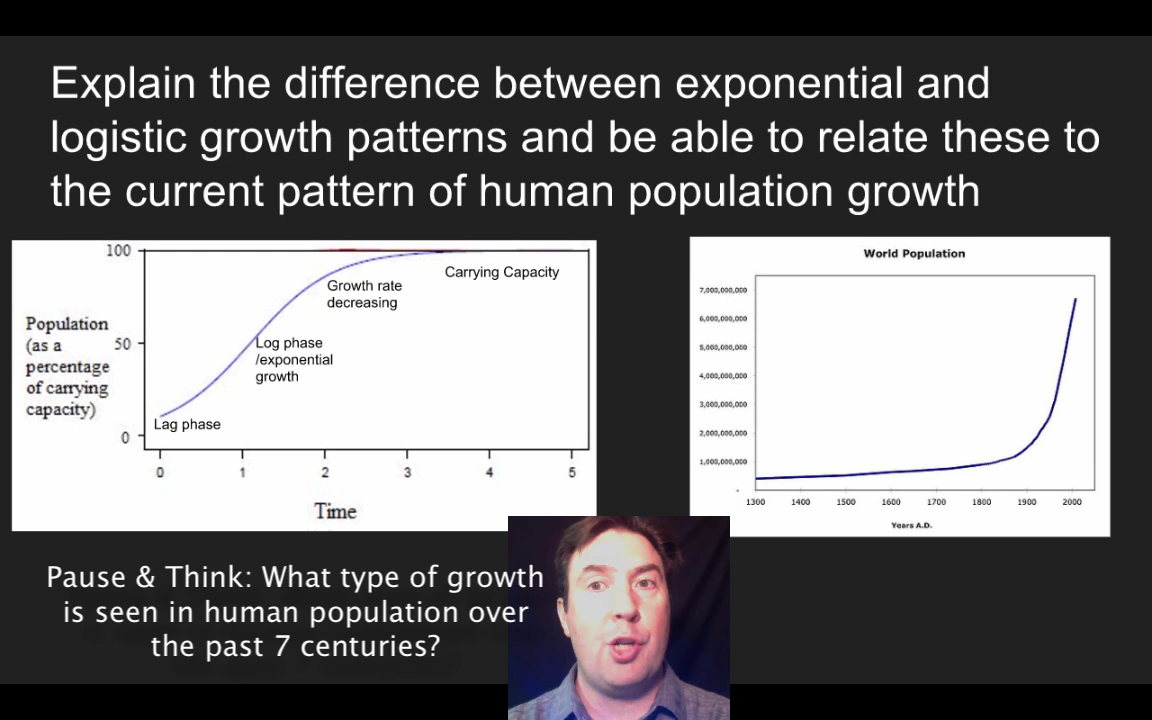 Explain the difference between exponential and
logistic growth patterns and be able to relate these to
the current pattern of human population growth
100
50
0
Population
(as a
percentage
of carrying
capacity)
Carrying Capacity
Growth rate
decreasing
Log phase
/exponential
growth
Lag phase
0 1 2 3 4 5
Time
World Population
7,000,000,000
6,000,000,000
5,000,000,000
4,000,000,000
3,000,000,000
2,000,000,000
1,000,000,000
-
1300 1400 1500 1600 1700 1800 1900 2000
Years A.D.
Pause & Think: What type of growth
is seen in human population over
the past 7 centuries?